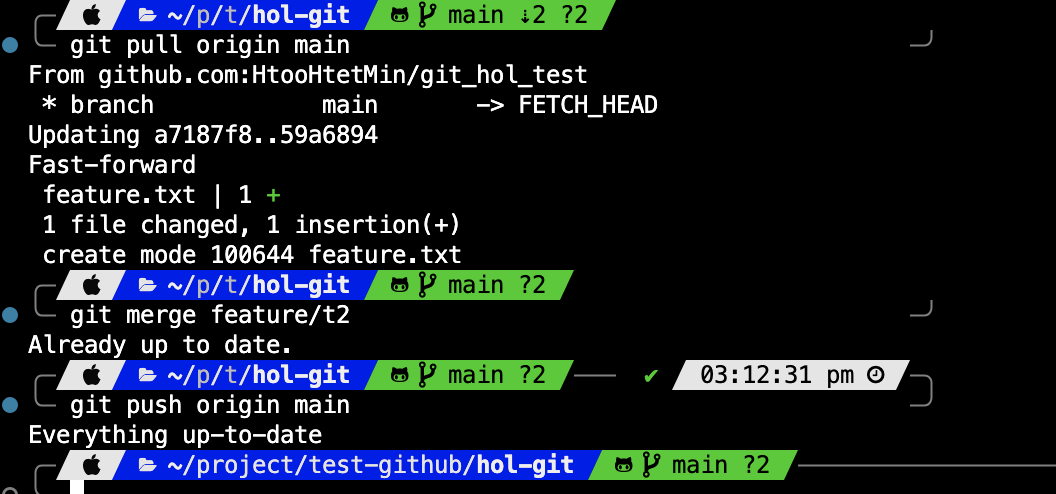 ~/p/t/hol-git main ⇣2 ?2
git pull origin main
From github.com:HtooHtetMin/git_hol_test
* branch main -> FETCH_HEAD
Updating a7187f8..59a6894
Fast-forward
feature.txt | 1 +
1 file changed, 1 insertion(+)
create mode 100644 feature.txt
~/p/t/hol-git main ?2
git merge feature/t2
Already up to date.
~/p/t/hol-git main ?2 ✔ 03:12:31 pm
git push origin main
Everything up-to-date
~/project/test-github/hol-git main ?2